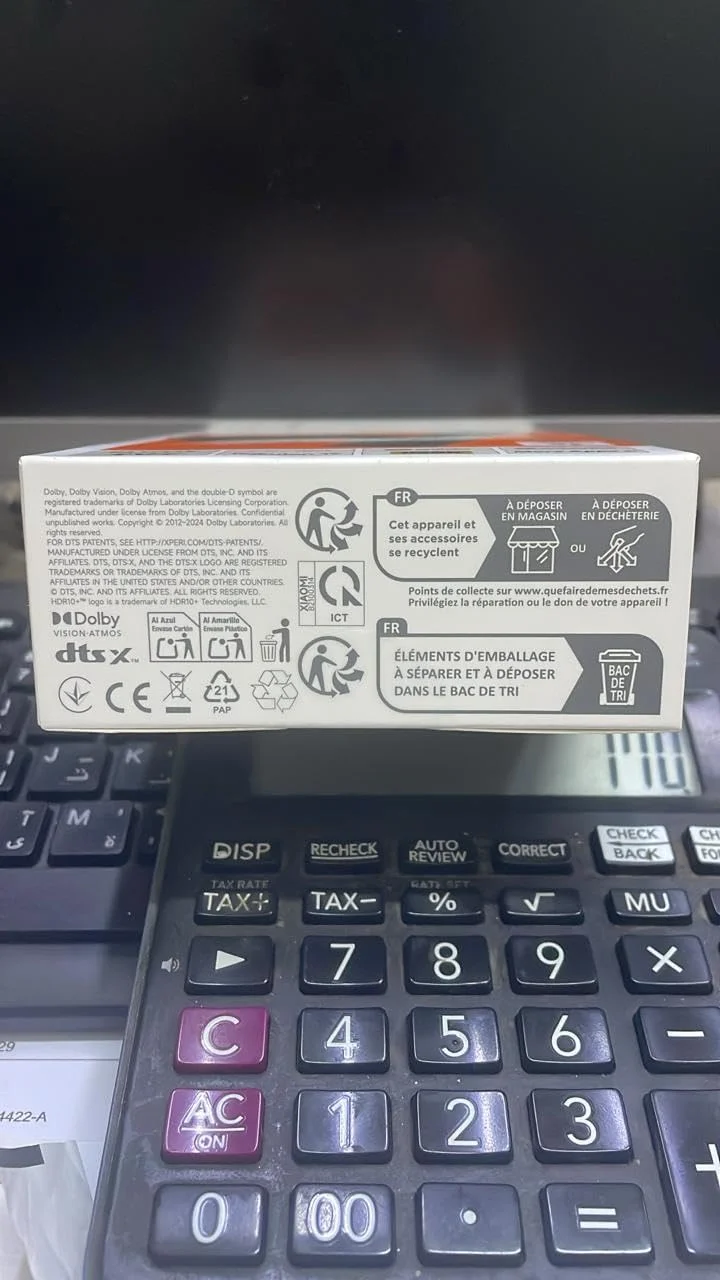 Dolby, Dolby Vision, Dolby Atmos, and the double-D symbol are
registered trademarks of Dolby Laboratories Licensing Corporation.
Manufactured under license from Dolby Laboratories. Confidential
unpublished works. Copyright © 2012-2024 Dolby Laboratories. All
rights reserved.
FOR DTS PATENTS, SEE HTTP://XPERI.COM/DTS-PATENTS/.
MANUFACTURED UNDER LICENSE FROM DTS, INC. AND ITS
AFFILIATES. DTS, DTS:X, AND THE DTS:X LOGO ARE REGISTERED
TRADEMARKS OR TRADEMARKS OF DTS, INC. AND ITS
AFFILIATES IN THE UNITED STATES AND/OR OTHER COUNTRIES.
© DTS, INC. AND ITS AFFILIATES. ALL RIGHTS RESERVED.
HDR10+™ logo is a trademark of HDR10+ Technologies, LLC.
Dolby
VISION·ATMOS
dts X™
Al Azul
Envase Cartón
Al Amarillo
Envase Plástico
CE
21
PAP
XIAOMI
ICT
FR
Cet appareil et
ses accessoires
se recyclent
À DÉPOSER
EN MAGASIN
OU
À DÉPOSER
EN DÉCHÈTERIE
Points de collecte sur www.quefairedemesdechets.fr
Privilégiez la réparation ou le don de votre appareil !
FR
ÉLÉMENTS D'EMBALLAGE
À SÉPARER ET À DÉPOSER
DANS LE BAC DE TRI
BAC
DE
TRI
J
K
T
M
29
4422-A
DISP
RECHECK
AUTO
REVIEW
CORRECT
CHECK
BACK
TAX RATE
TAX+
TAX−
%
√
MU
7
8
9
×
C
4
5
6
−
AC
ON
1
2
3
+
0
00
·
=